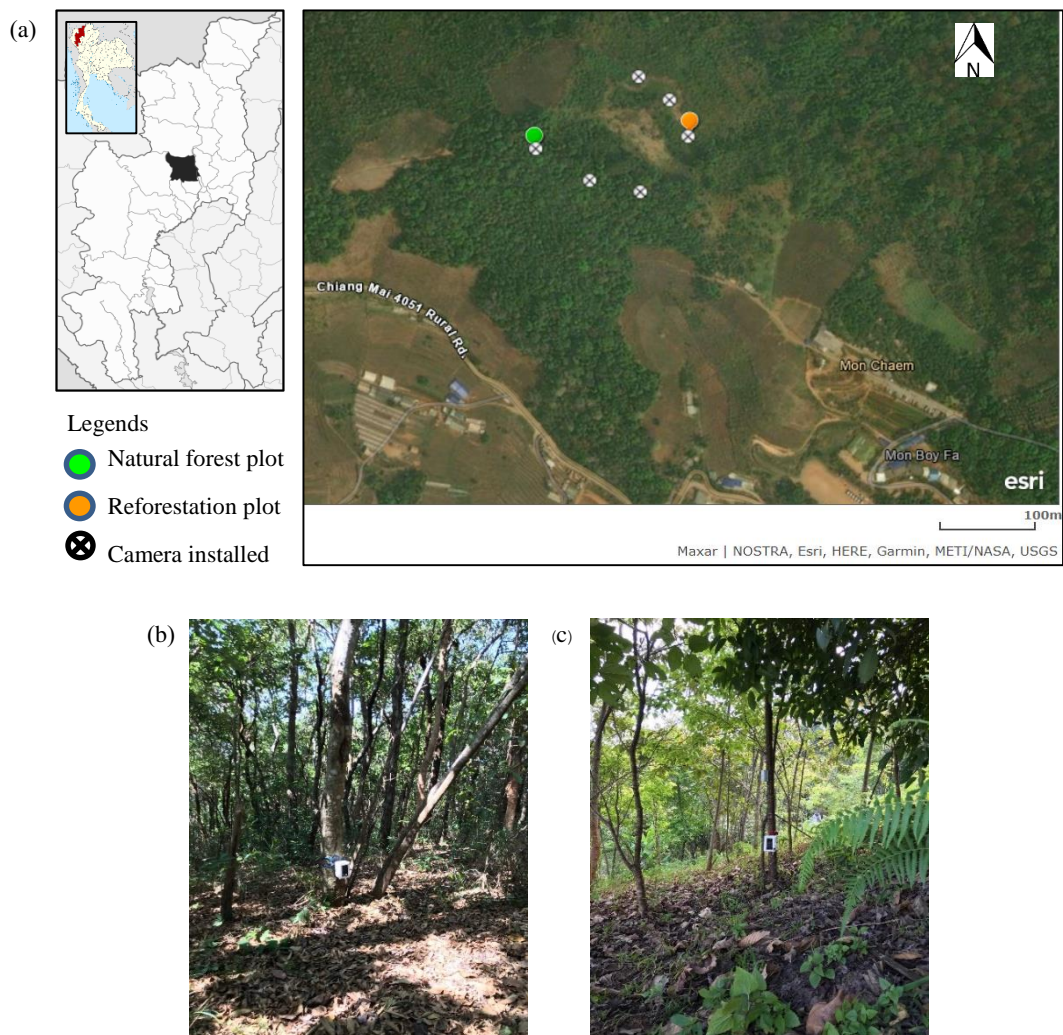 (a)
N
Chiang Mai 4051 Rural Rd.
Mon Chaem
Mon Boy Fa
esri
100m
Maxar | NOSTRA, Esri, HERE, Garmin, METI/NASA, USGS
Legends
Natural forest plot
Reforestation plot
Camera installed
(b)
(c)